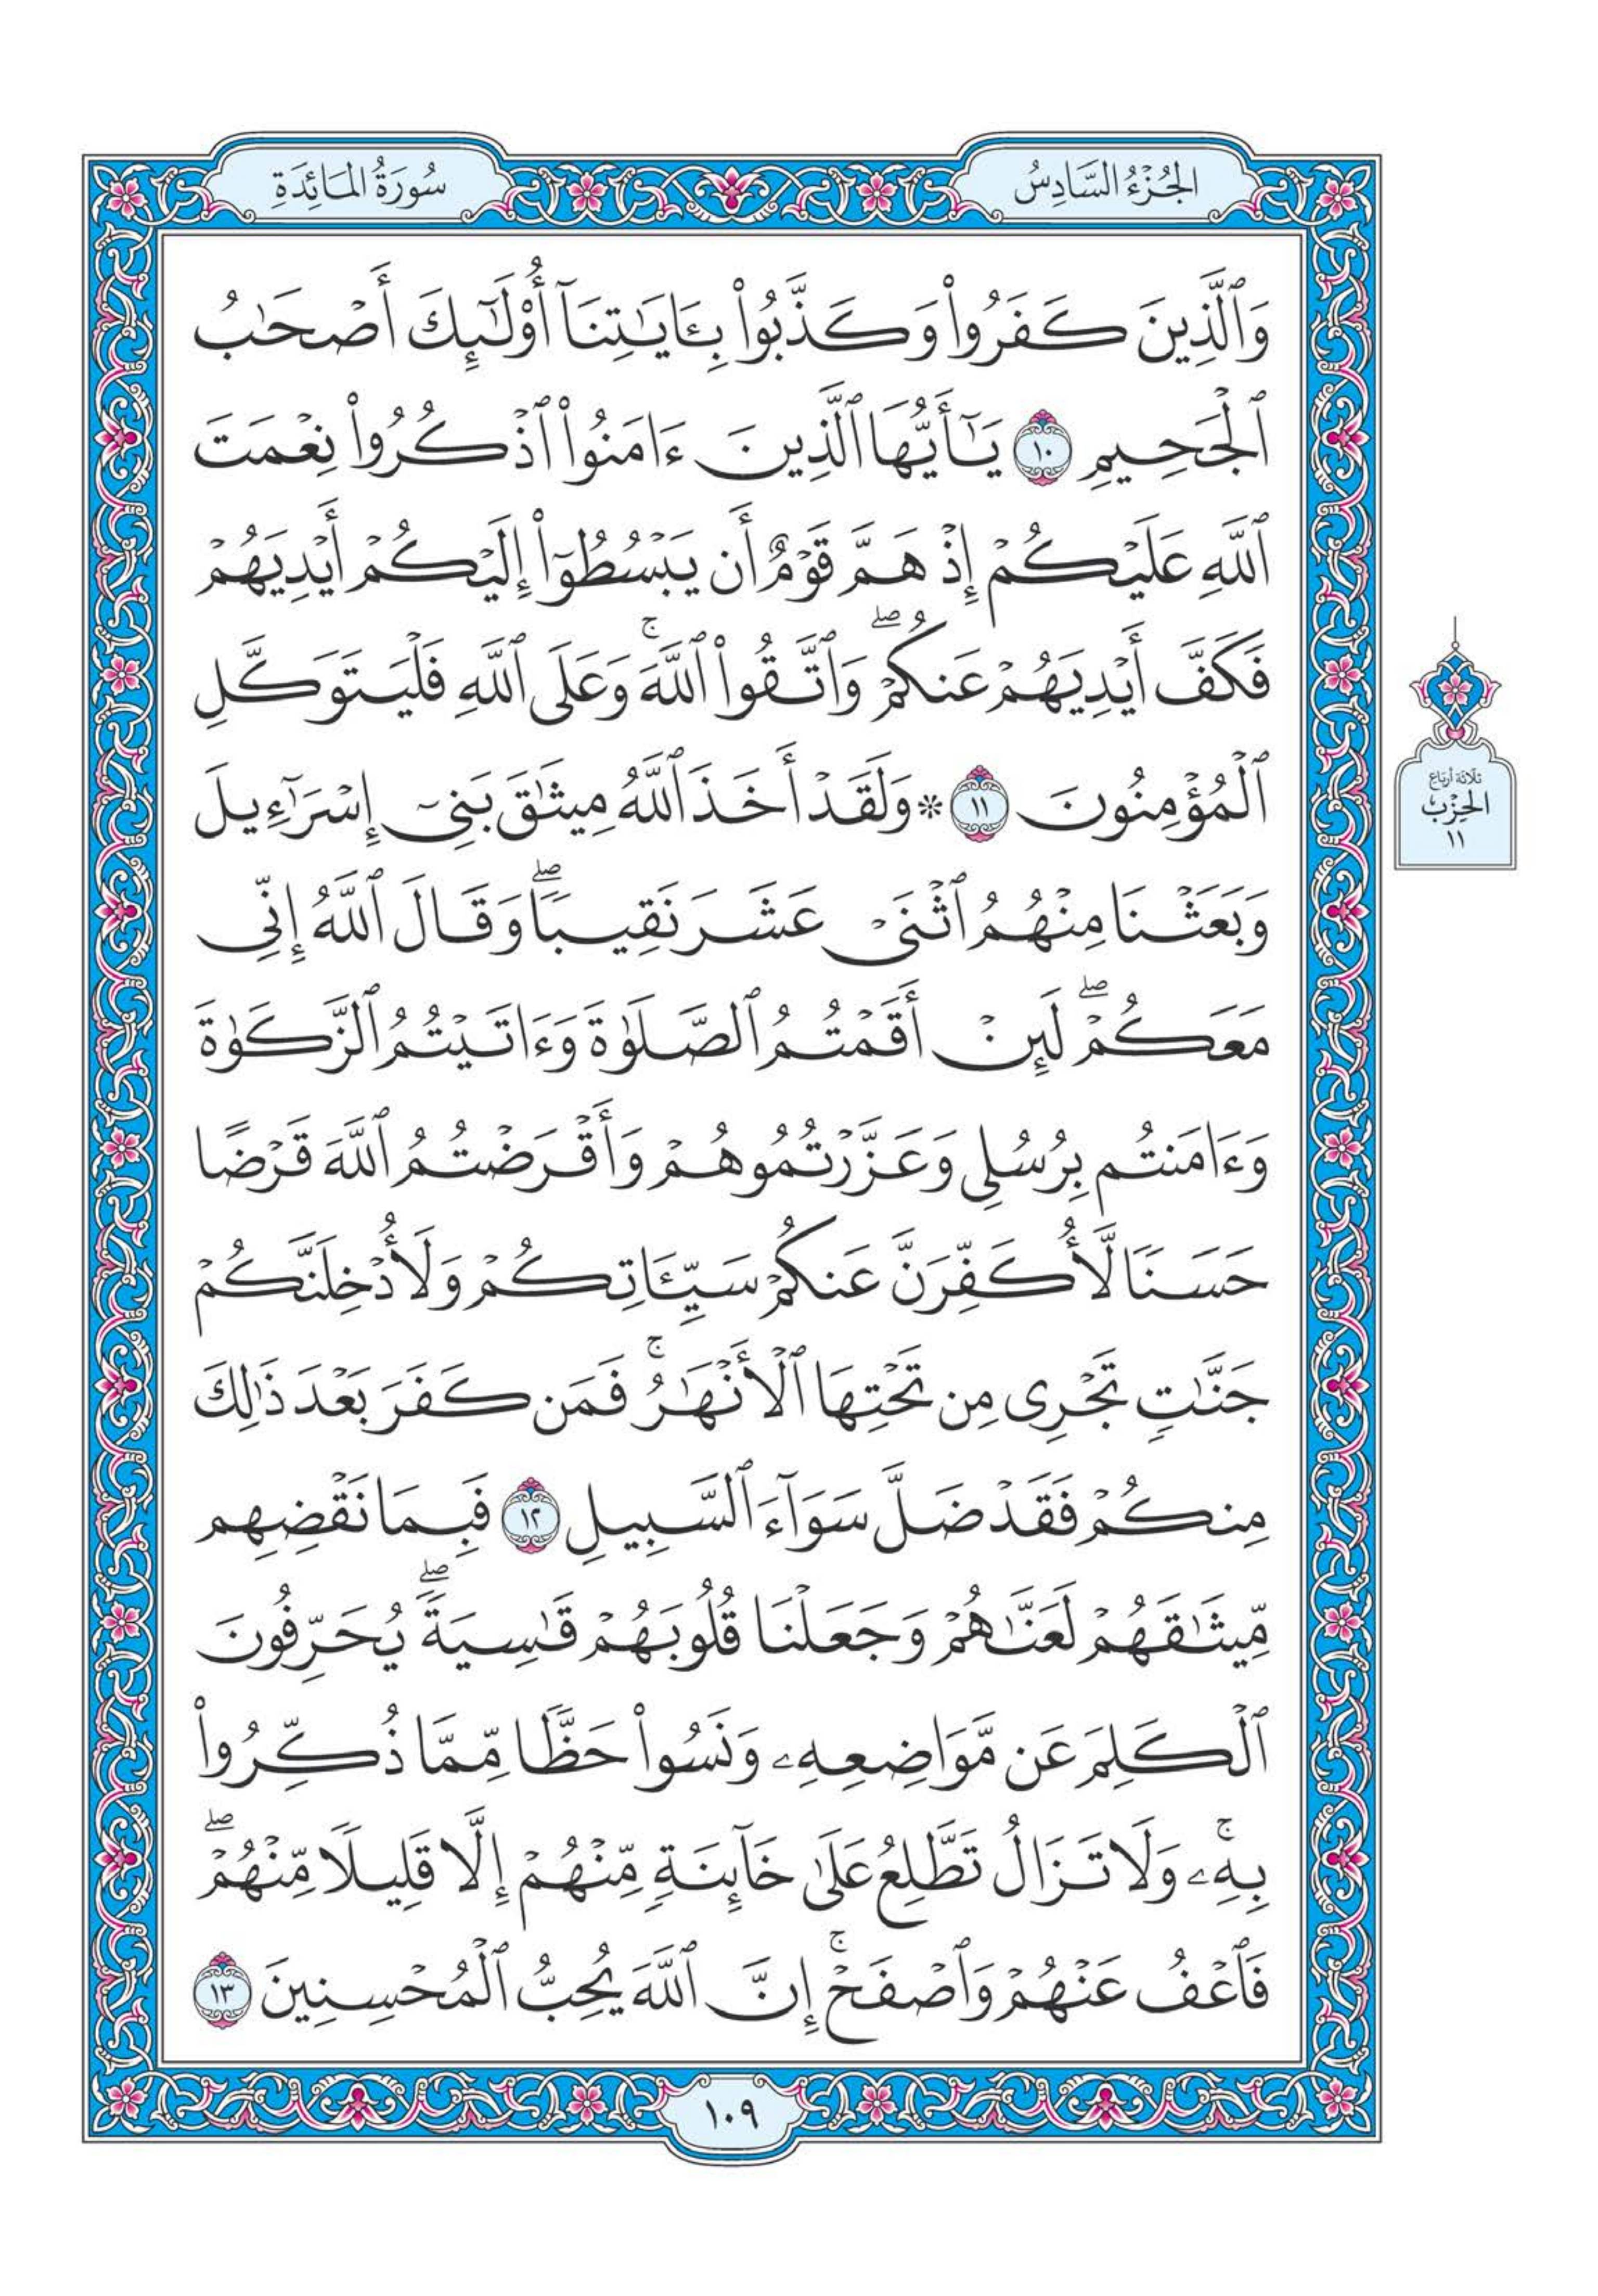 الجُزْءُ السَّادِسُ
سُورَةُ المَائِدَةِ
وَٱلَّذِينَ كَفَرُوا۟ وَكَذَّبُوا۟ بِـَٔايَـٰتِنَآ أُو۟لَـٰٓئِكَ أَصْحَـٰبُ
ٱلْجَحِيمِ ١٠ يَـٰٓأَيُّهَا ٱلَّذِينَ ءَامَنُوا۟ ٱذْكُرُوا۟ نِعْمَتَ
ٱللَّهِ عَلَيْكُمْ إِذْ هَمَّ قَوْمٌ أَن يَبْسُطُوٓا۟ إِلَيْكُمْ أَيْدِيَهُمْ
فَكَفَّ أَيْدِيَهُمْ عَنكُمْ ۖ وَٱتَّقُوا۟ ٱللَّهَ ۚ وَعَلَى ٱللَّهِ فَلْيَتَوَكَّلِ
ٱلْمُؤْمِنُونَ ١١ * وَلَقَدْ أَخَذَ ٱللَّهُ مِيثَـٰقَ بَنِىٓ إِسْرَٰٓءِيلَ
وَبَعَثْنَا مِنْهُمُ ٱثْنَىْ عَشَرَ نَقِيبًا ۖ وَقَالَ ٱللَّهُ إِنِّى
مَعَكُمْ ۖ لَئِنْ أَقَمْتُمُ ٱلصَّلَوٰةَ وَءَاتَيْتُمُ ٱلزَّكَوٰةَ
وَءَامَنتُم بِرُسُلِى وَعَزَّرْتُمُوهُمْ وَأَقْرَضْتُمُ ٱللَّهَ قَرْضًا
حَسَنًا لَّأُكَفِّرَنَّ عَنكُمْ سَيِّـَٔاتِكُمْ وَلَأُدْخِلَنَّكُمْ
جَنَّـٰتٍ تَجْرِى مِن تَحْتِهَا ٱلْأَنْهَـٰرُ ۚ فَمَن كَفَرَ بَعْدَ ذَٰلِكَ
مِنكُمْ فَقَدْ ضَلَّ سَوَآءَ ٱلسَّبِيلِ ١٢ فَبِمَا نَقْضِهِم
مِّيثَـٰقَهُمْ لَعَنَّـٰهُمْ وَجَعَلْنَا قُلُوبَهُمْ قَـٰسِيَةً ۖ يُحَرِّفُونَ
ٱلْكَلِمَ عَن مَّوَاضِعِهِۦ وَنَسُوا۟ حَظًّا مِّمَّا ذُكِّرُوا۟
بِهِۦ ۚ وَلَا تَزَالُ تَطَّلِعُ عَلَىٰ خَآئِنَةٍ مِّنْهُمْ إِلَّا قَلِيلًا مِّنْهُمْ ۖ
فَٱعْفُ عَنْهُمْ وَٱصْفَحْ ۚ إِنَّ ٱللَّهَ يُحِبُّ ٱلْمُحْسِنِينَ ١٣
ثلاثة أرباع
الحِزْب
١١
١٠٩